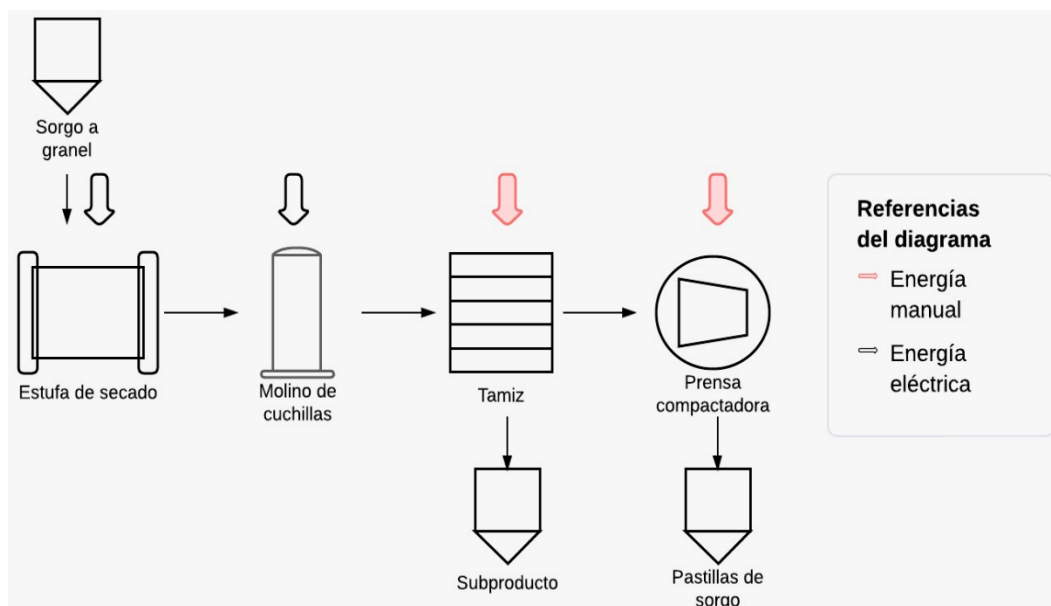 Sorgo a
granel
Estufa de secado
Molino de
cuchillas
Tamiz
Prensa
compactadora
Subproducto
Pastillas de
sorgo
Referencias
del diagrama
Energía
manual
Energía
eléctrica